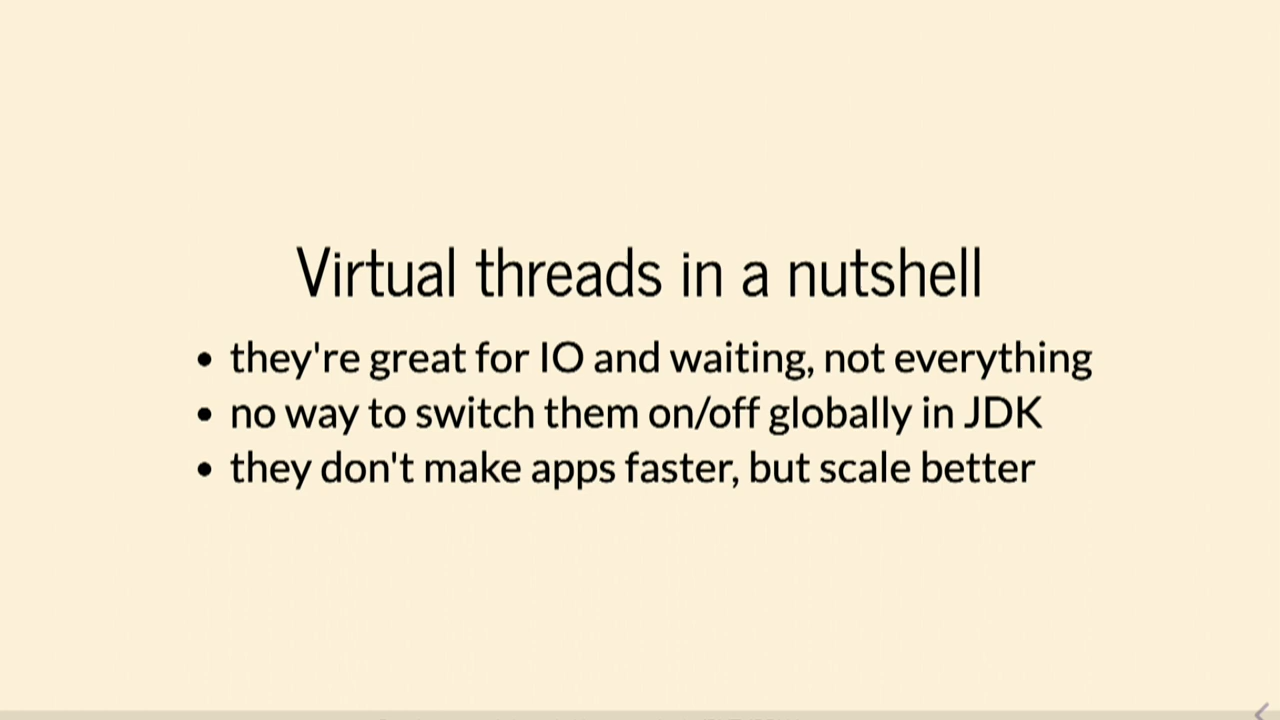 Virtual threads in a nutshell
• they're great for IO and waiting, not everything
• no way to switch them on/off globally in JDK
• they don't make apps faster, but scale better